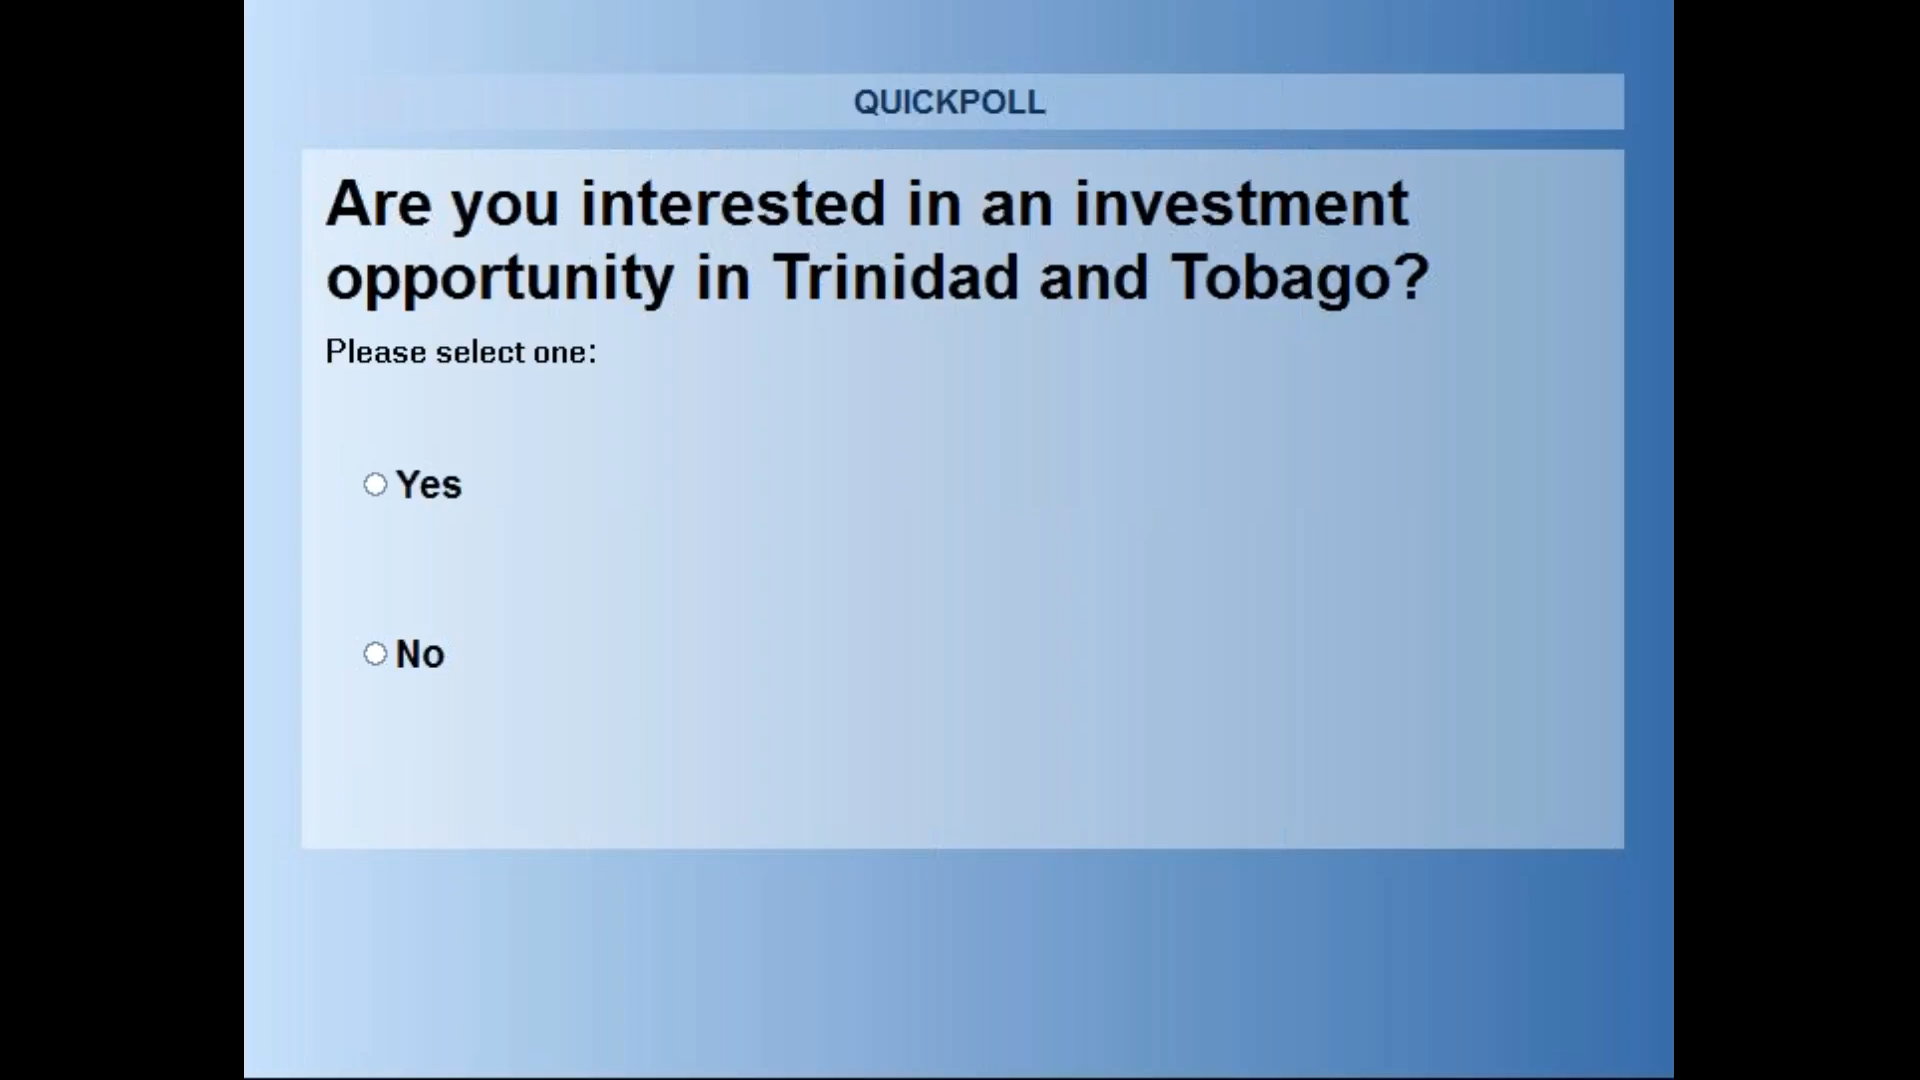 QUICKPOLL
Are you interested in an investment
opportunity in Trinidad and Tobago?
Please select one:
Yes
No